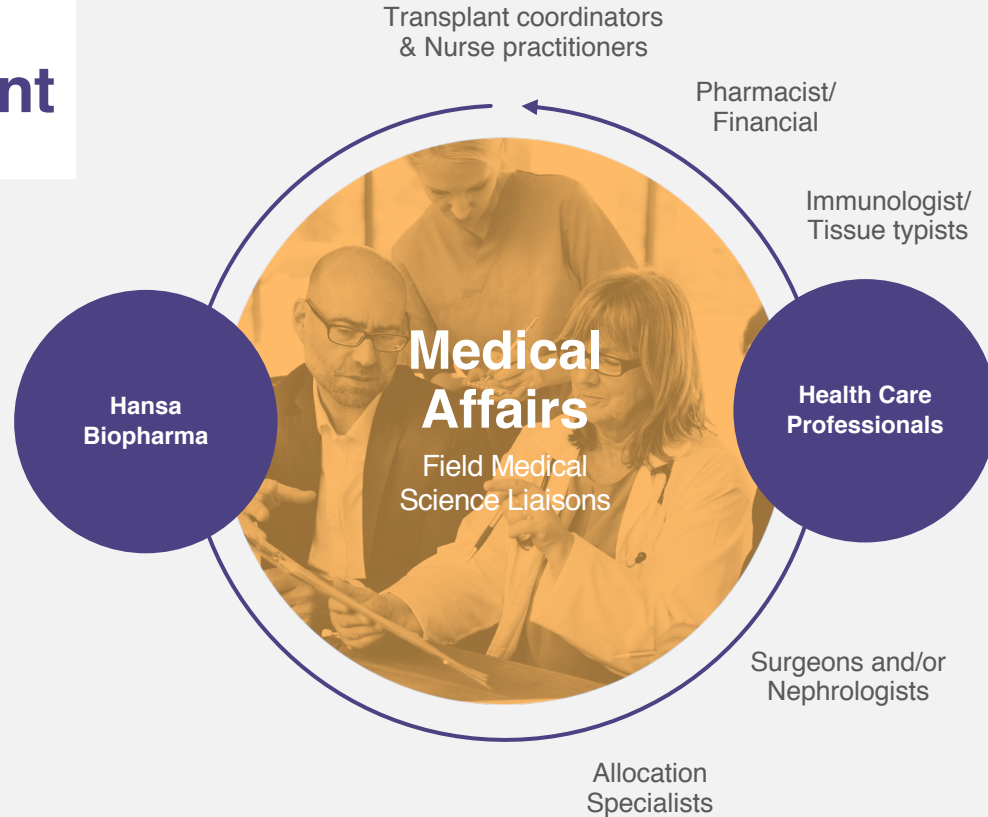 Transplant coordinators
& Nurse practitioners
nt
Pharmacist/
Financial
Immunologist/
Tissue typists
Medical
Affairs
Field Medical
Science Liaisons
Hansa
Biopharma
Health Care
Professionals
Surgeons and/or
Nephrologists
Allocation
Specialists